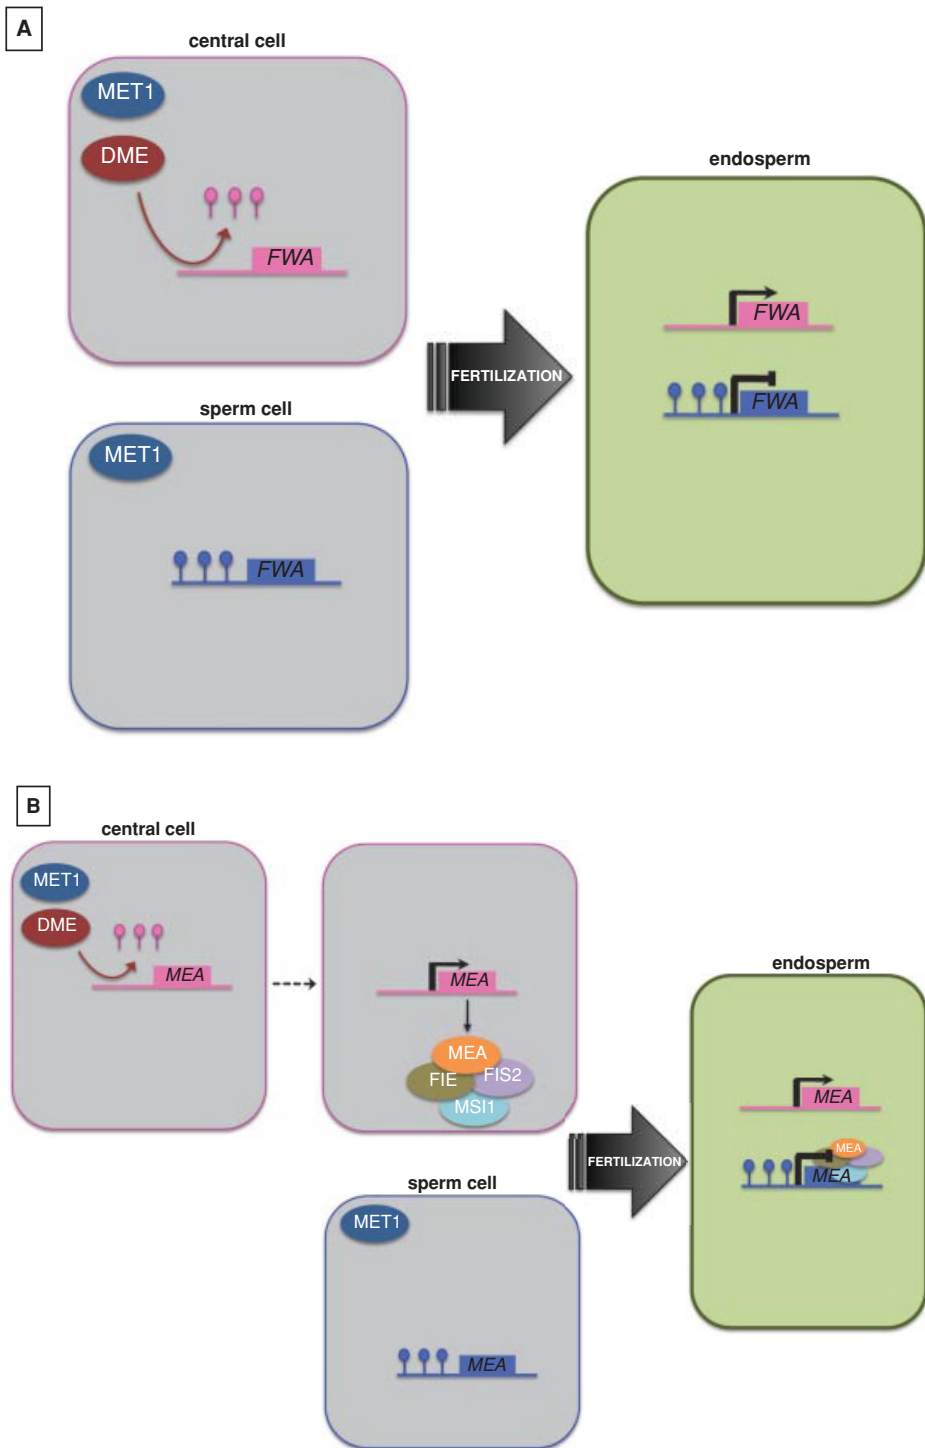 A
central cell
MET1
DME
FWA
sperm cell
MET1
FWA
FERTILIZATION
endosperm
FWA
FWA
B
central cell
MET1
DME
MEA
MEA
MEA
FIE
FIS2
MSI1
sperm cell
MET1
MEA
FERTILIZATION
endosperm
MEA
MEA
MEA